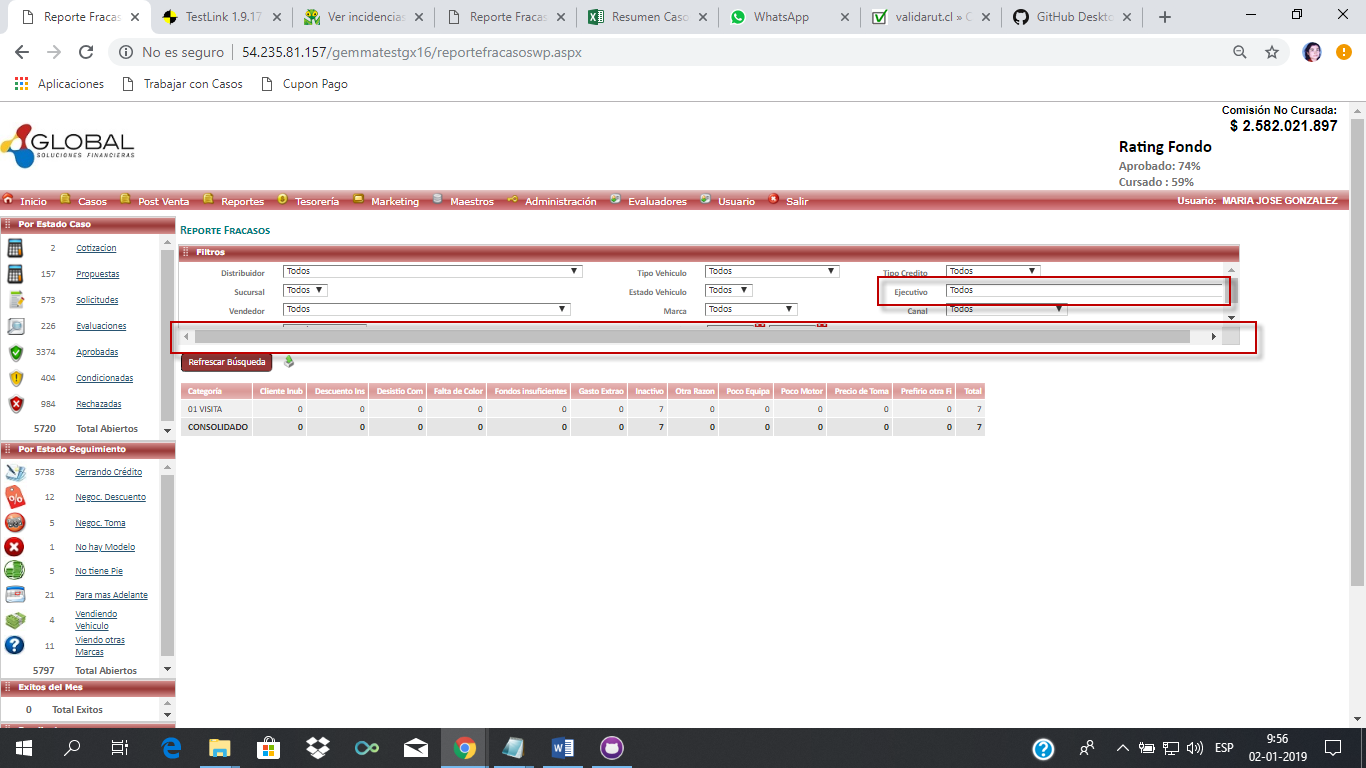 Reporte Fracas
TestLink 1.9.17
Ver incidencias
Reporte Fracas
Resumen Caso
WhatsApp
validarut.cl » C
GitHub Deskto
No es seguro
54.235.81.157/gemmatestgx16/reportefracasoswp.aspx
Aplicaciones
Trabajar con Casos
Cupon Pago
Comisión No Cursada:
$ 2.582.021.897
GLOBAL
SOLUCIONES FINANCIERAS
Rating Fondo
Aprobado: 74%
Cursado : 59%
Inicio Casos Post Venta Reportes Tesorería Marketing Maestros Administración Evaluadores Usuario Salir
Usuario: MARIA JOSE GONZALEZ
Por Estado Caso
2 Cotizacion
157 Propuestas
573 Solicitudes
226 Evaluaciones
3374 Aprobadas
404 Condicionadas
984 Rechazadas
5720 Total Abiertos
Por Estado Seguimiento
5738 Cerrando Crédito
12 Negoc. Descuento
5 Negoc. Toma
1 No hay Modelo
5 No tiene Pie
21 Para mas Adelante
4 Vendiendo
Vehiculo
11 Viendo otras
Marcas
5797 Total Abiertos
Exitos del Mes
0 Total Exitos
Reporte Fracasos
Filtros
Distribuidor Todos Tipo Vehiculo Todos Tipo Credito Todos
Sucursal Todos Estado Vehiculo Todos Ejecutivo Todos
Vendedor Todos Marca Todos Canal Todos
Refrescar Búsqueda
Categoría Cliente Inub Descuento Ins Desistio Com Falta de Color Fondos insuficientes Gasto Extrao Inactivo Otra Razon Poco Equipa Poco Motor Precio de Toma Prefirio otra Fi Total
01 VISITA 0 0 0 0 0 0 7 0 0 0 0 0 7
CONSOLIDADO 0 0 0 0 0 0 7 0 0 0 0 0 7
ESP
9:56
02-01-2019